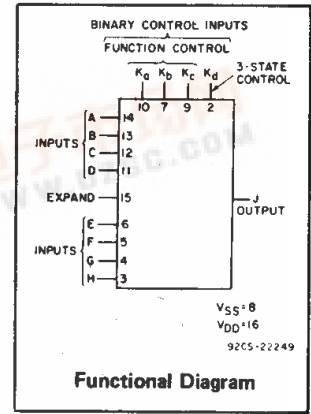 BINARY CONTROL INPUTS
FUNCTION CONTROL
Ka Kb Kc Kd
3-STATE
CONTROL
10 7 9 2
A 14
B 13
INPUTS
C 12
D 11
EXPAND 15
J
OUTPUT
E 6
F 5
INPUTS
G 4
H 3
VSS=8
VDD=16
92CS-22249
Functional Diagram